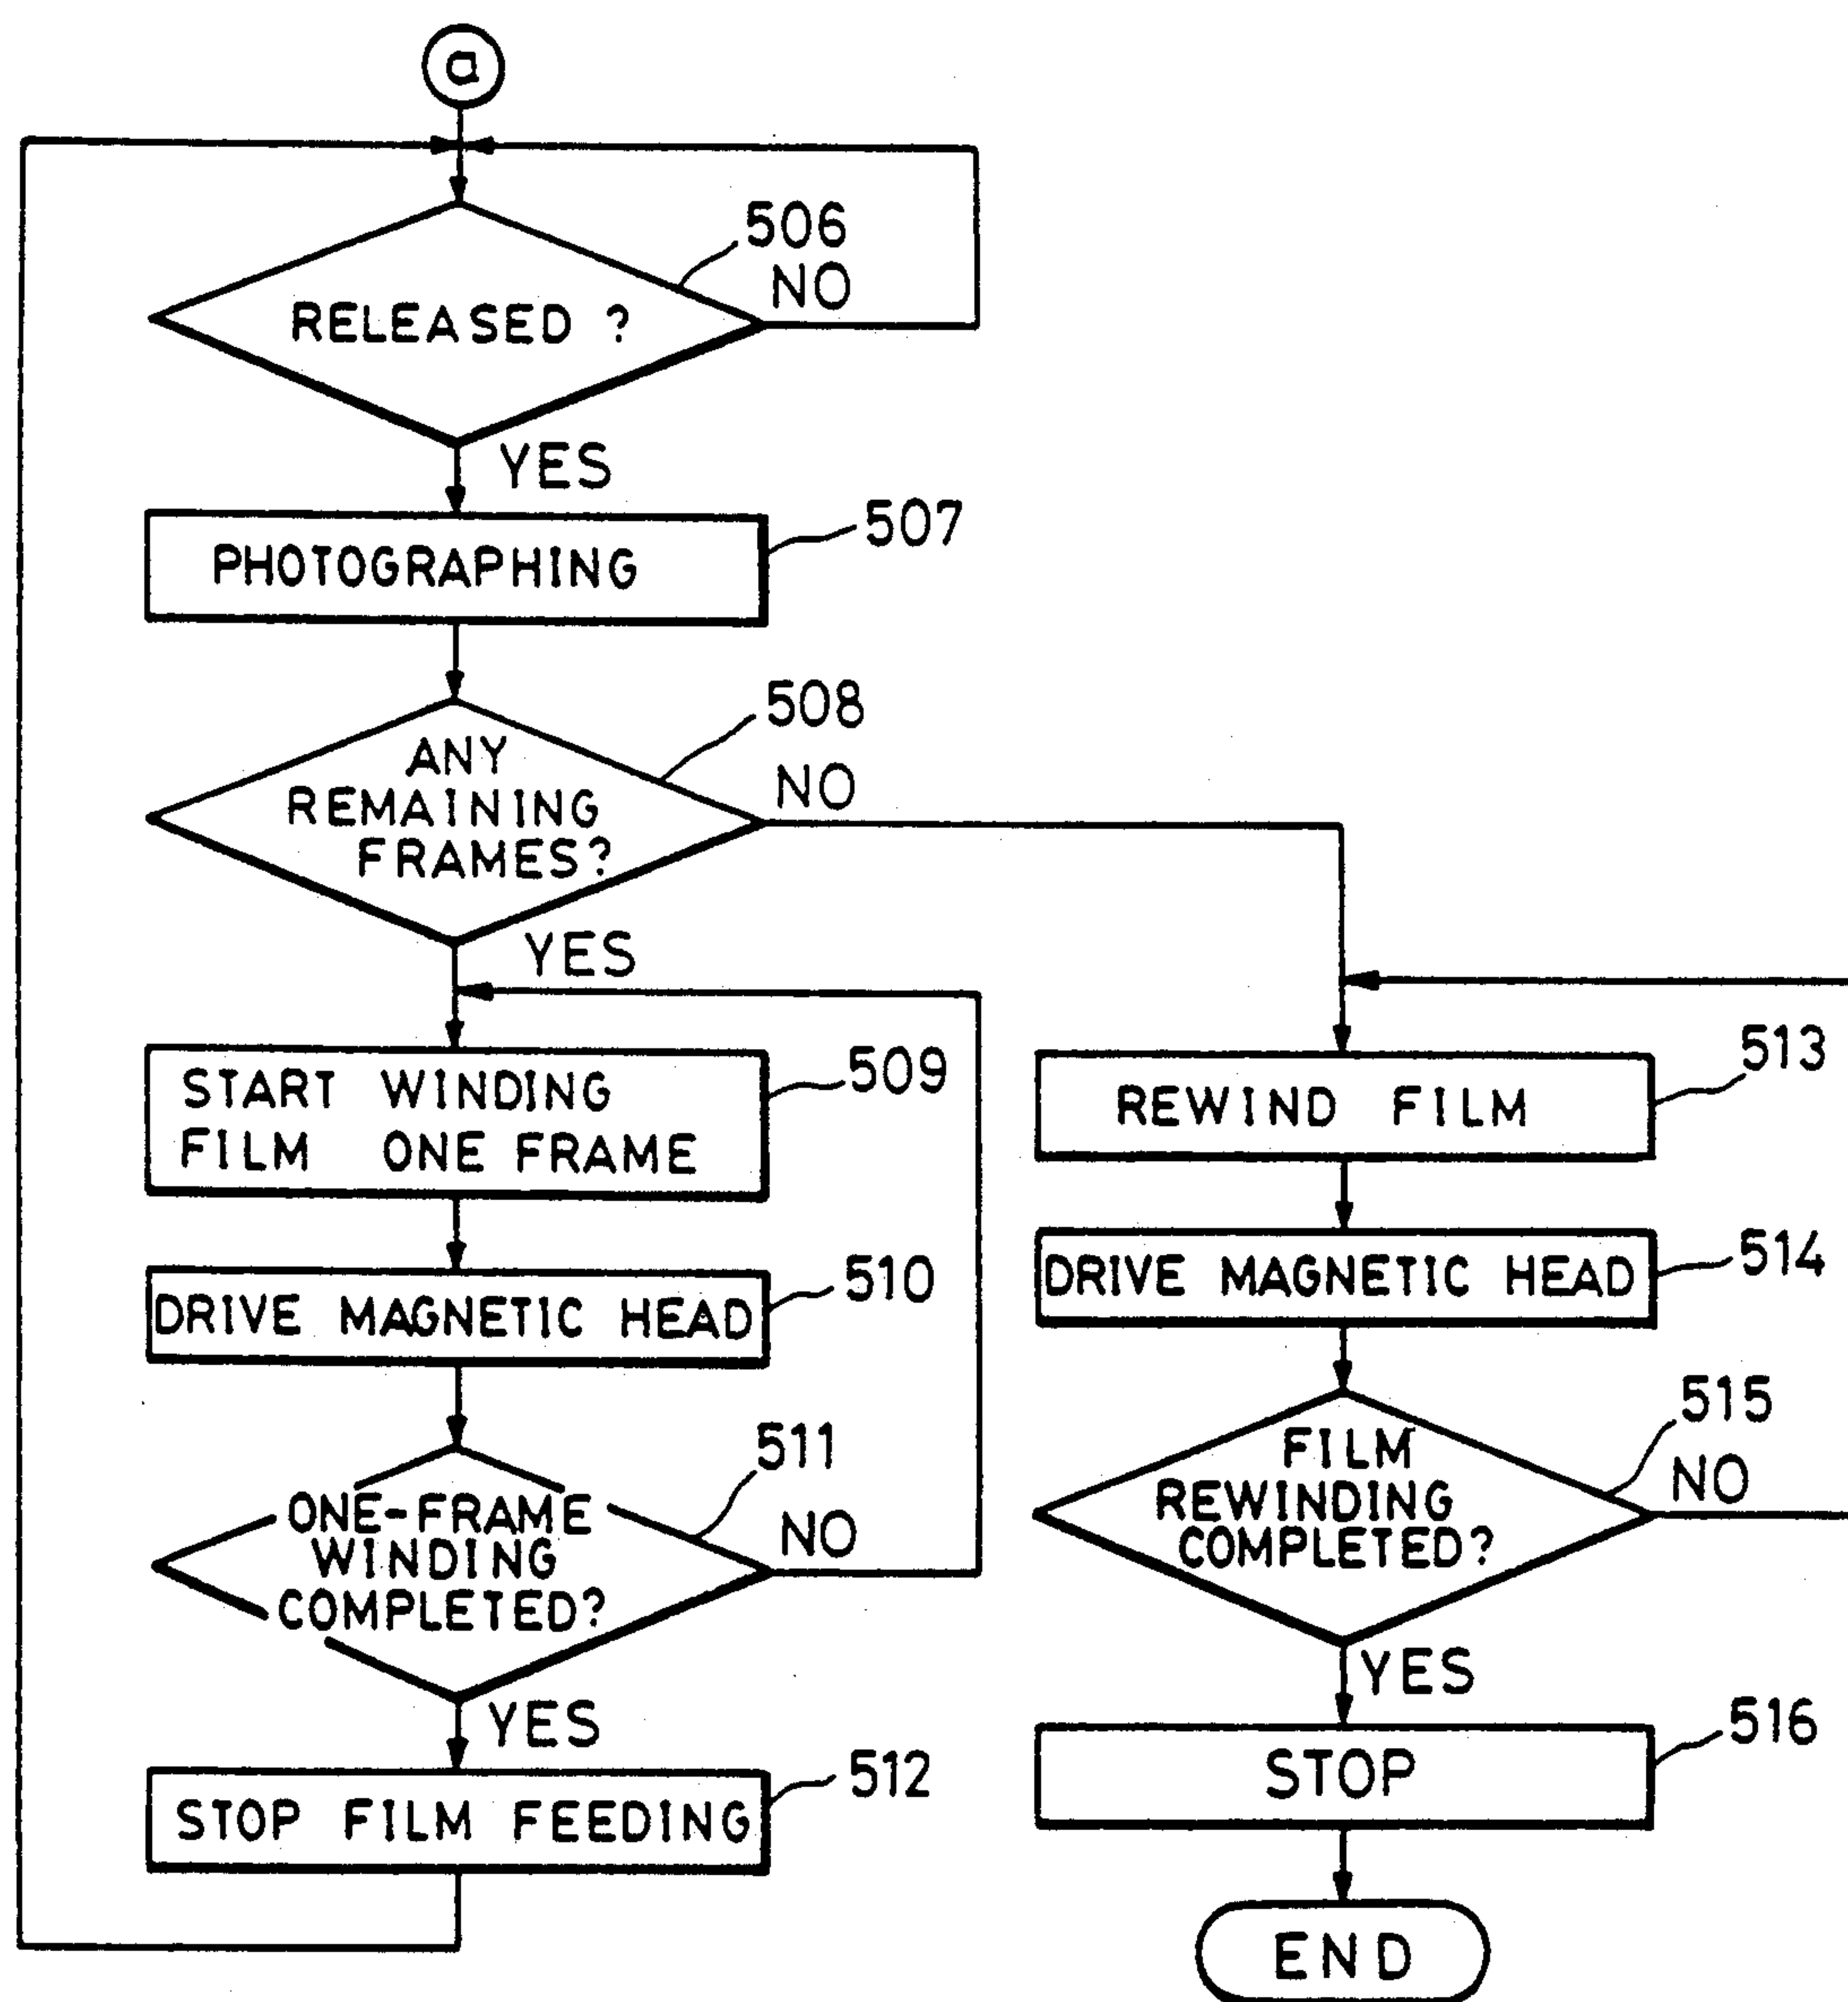 a
506
NO
RELEASED ?
YES
507
PHOTOGRAPHING
508
NO
ANY
REMAINING
FRAMES?
YES
509
START WINDING
FILM ONE FRAME
510
DRIVE MAGNETIC HEAD
511
NO
ONE-FRAME
WINDING
COMPLETED?
YES
512
STOP FILM FEEDING
513
REWIND FILM
514
DRIVE MAGNETIC HEAD
515
NO
FILM
REWINDING
COMPLETED?
YES
516
STOP
END